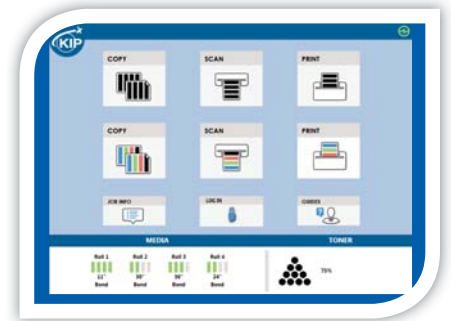 KIP
COPY SCAN PRINT
COPY SCAN PRINT
JOB INFO LOG IN GUIDES
MEDIA TONER
Roll 1 Roll 2 Roll 3 Roll 4
75%
Bond Bond Bond Bond